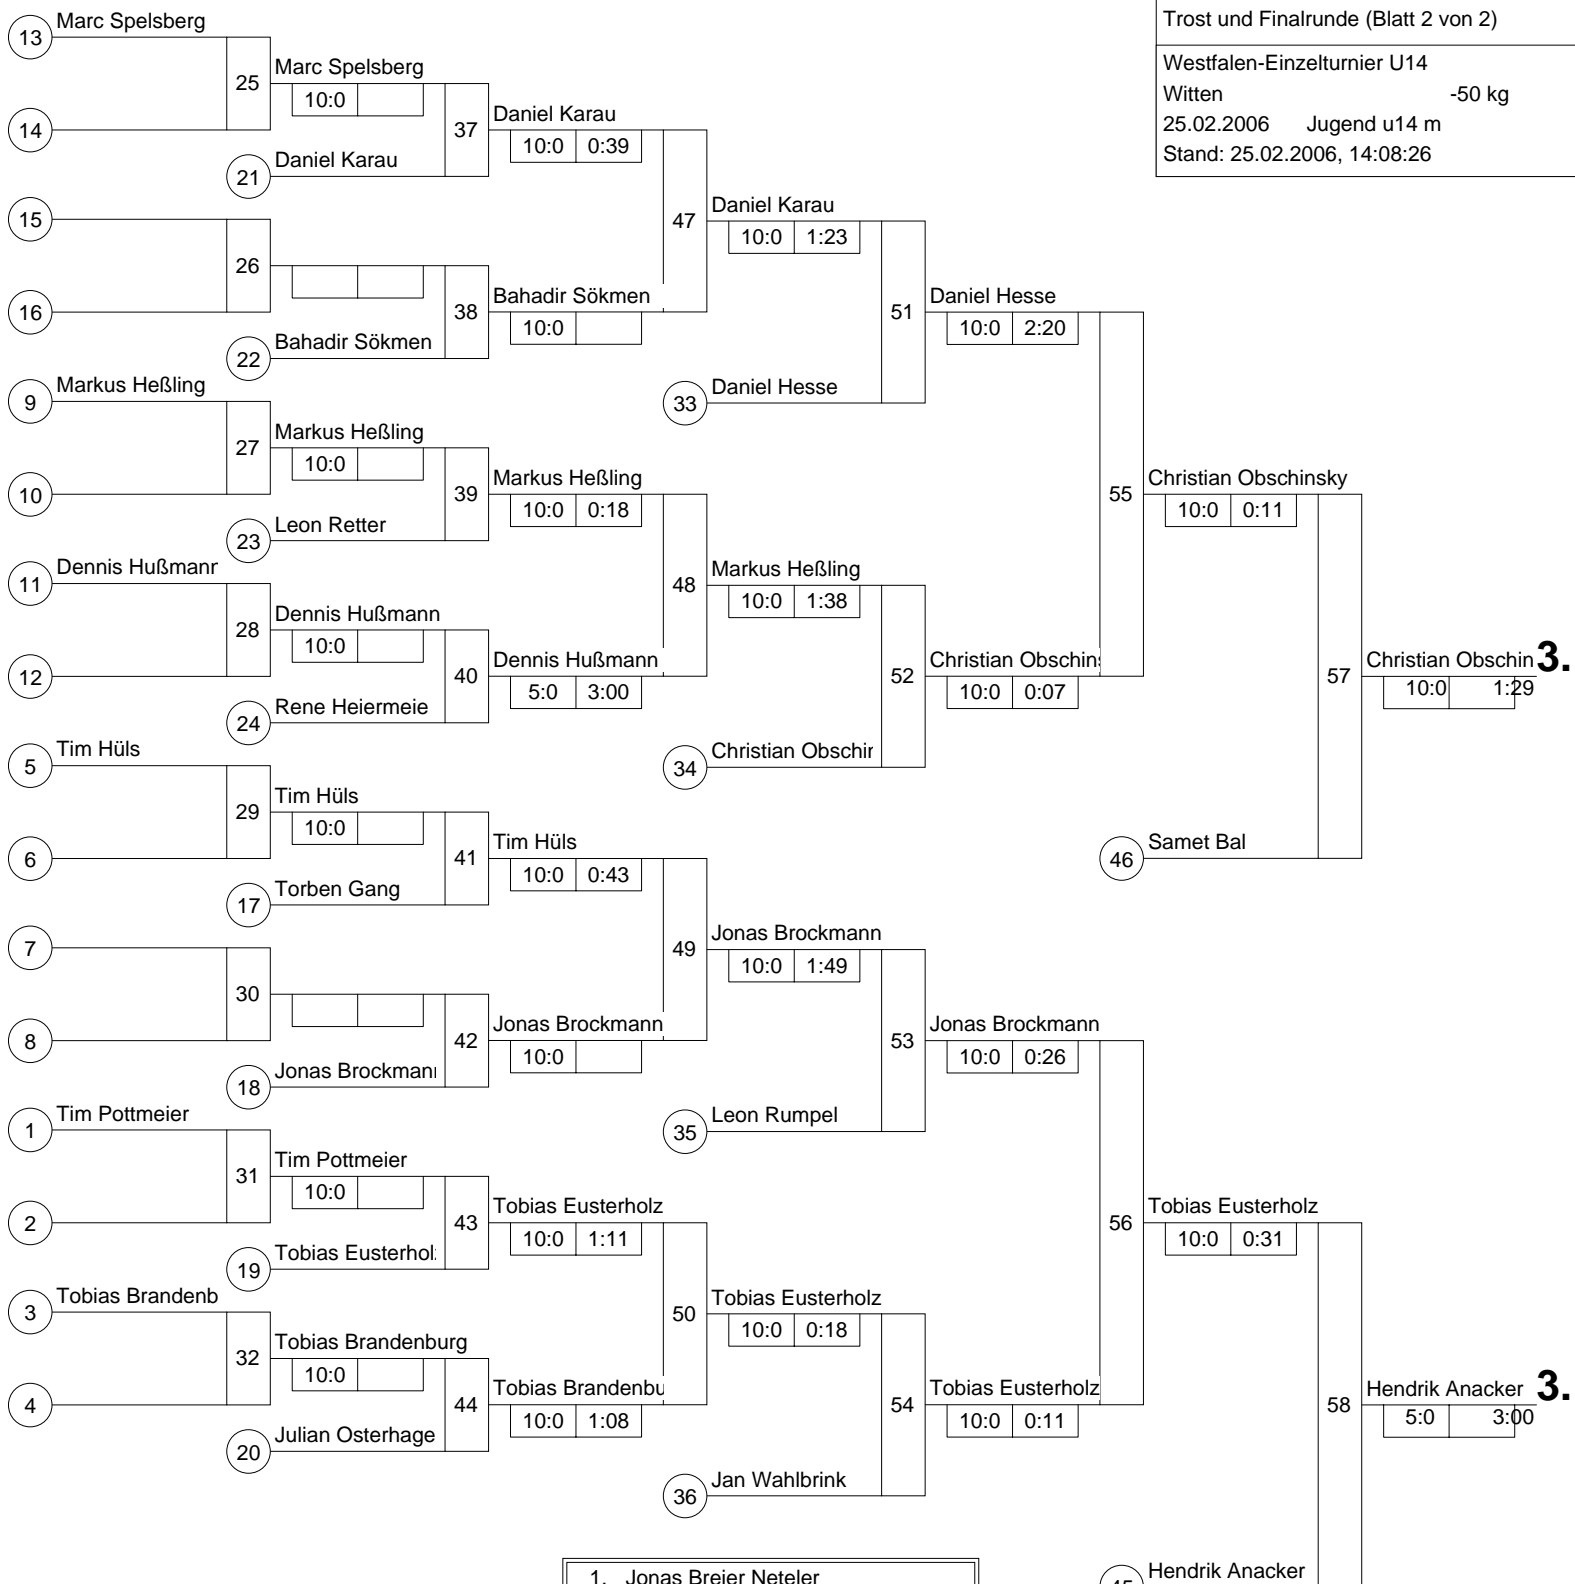 Trost und Finalrunde (Blatt 2 von 2)
Westfalen-Einzelturnier U14
Witten -50 kg
25.02.2006 Jugend u14 m
Stand: 25.02.2006, 14:08:26
13 Marc Spelsberg
25 Marc Spelsberg
10:0
14
37 Daniel Karau
10:0 0:39
21 Daniel Karau
15
47 Daniel Karau
10:0 1:23
26
16
38 Bahadir Sökmen
10:0
22 Bahadir Sökmen
51 Daniel Hesse
10:0 2:20
9 Markus Heßling
33 Daniel Hesse
27 Markus Heßling
10:0
10
39 Markus Heßling
10:0 0:18
23 Leon Retter
55 Christian Obschinsky
10:0 0:11
11 Dennis Hußmann
48 Markus Heßling
10:0 1:38
28 Dennis Hußmann
10:0
12
40 Dennis Hußmann
5:0 3:00
24 Rene Heiermeie
52 Christian Obschins
10:0 0:07
57 Christian Obschin 3.
10:0 1:29
5 Tim Hüls
34 Christian Obschin
29 Tim Hüls
10:0
6
41 Tim Hüls
10:0 0:43
46 Samet Bal
17 Torben Gang
7
49 Jonas Brockmann
10:0 1:49
30
8
42 Jonas Brockmann
10:0
18 Jonas Brockmann
53 Jonas Brockmann
10:0 0:26
1 Tim Pottmeier
35 Leon Rumpel
31 Tim Pottmeier
10:0
2
43 Tobias Eusterholz
10:0 1:11
19 Tobias Eusterholz
56 Tobias Eusterholz
10:0 0:31
3 Tobias Brandenb
50 Tobias Eusterholz
10:0 0:18
32 Tobias Brandenburg
10:0
4
44 Tobias Brandenbu
10:0 1:08
20 Julian Osterhage
54 Tobias Eusterholz
10:0 0:11
58 Hendrik Anacker 3.
5:0 3:00
36 Jan Wahlbrink
45 Hendrik Anacker
1. Jonas Breier Neteler